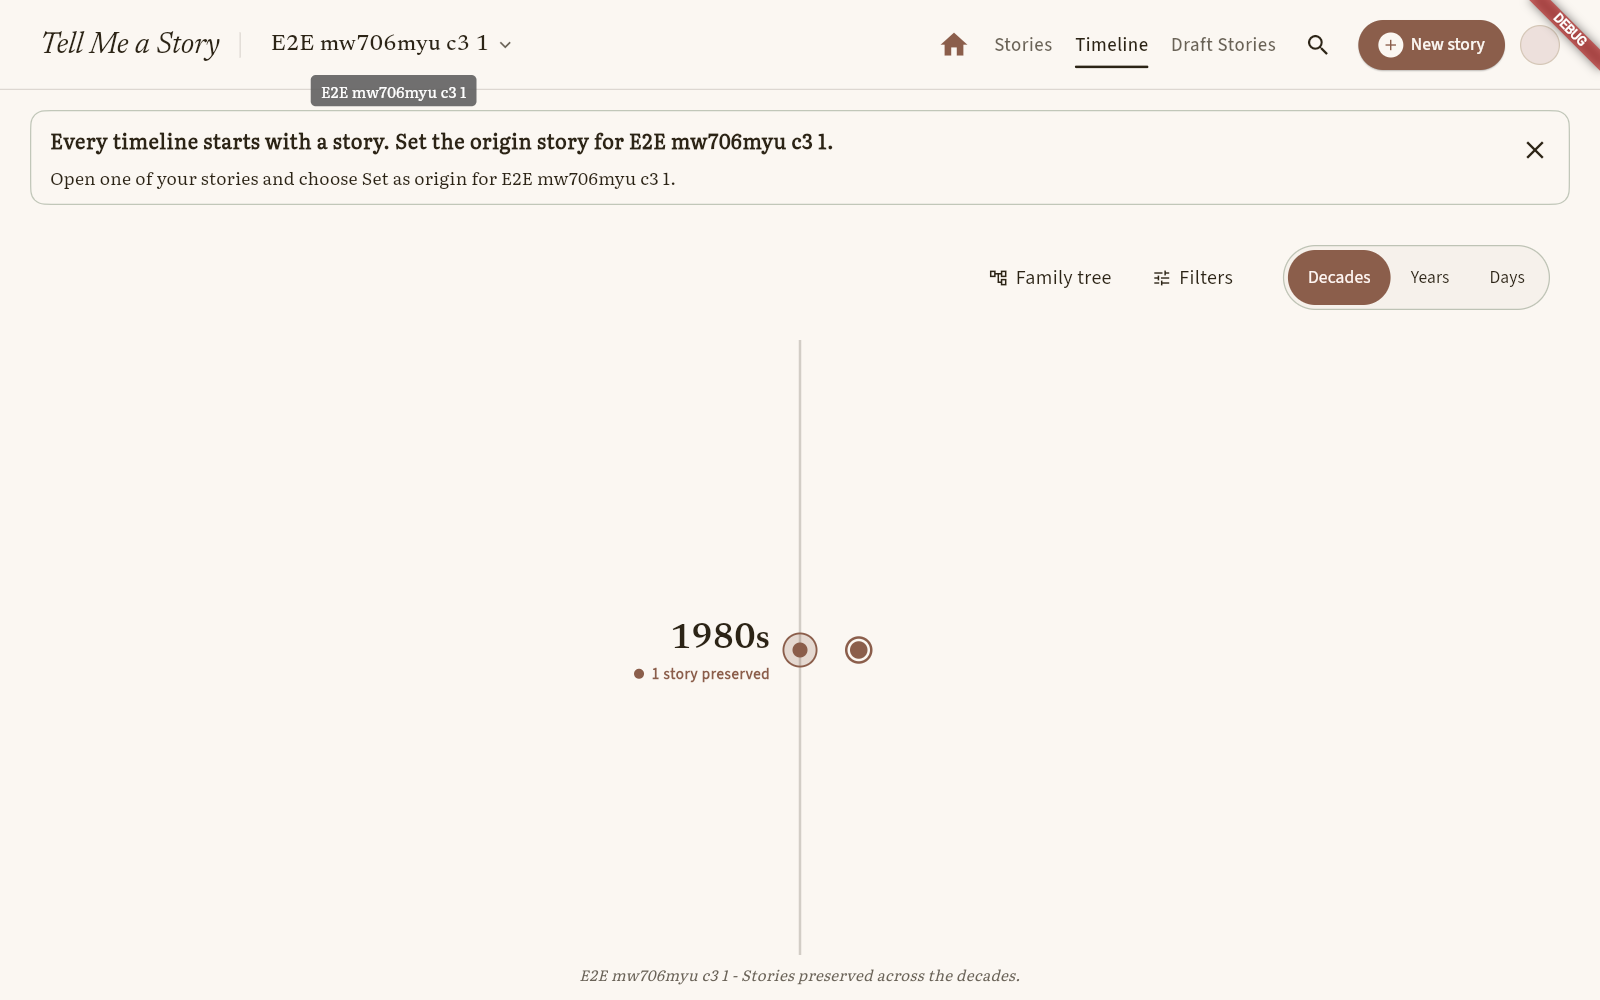 Tell Me a Story
E2E mw706myu c3 1
Stories
Timeline
Draft Stories
New story
DEBUG
E2E mw706myu c3 1
Every timeline starts with a story. Set the origin story for E2E mw706myu c3 1.
Open one of your stories and choose Set as origin for E2E mw706myu c3 1.
Family tree
Filters
Decades
Years
Days
1980s
1 story preserved
E2E mw706myu c3 1 - Stories preserved across the decades.